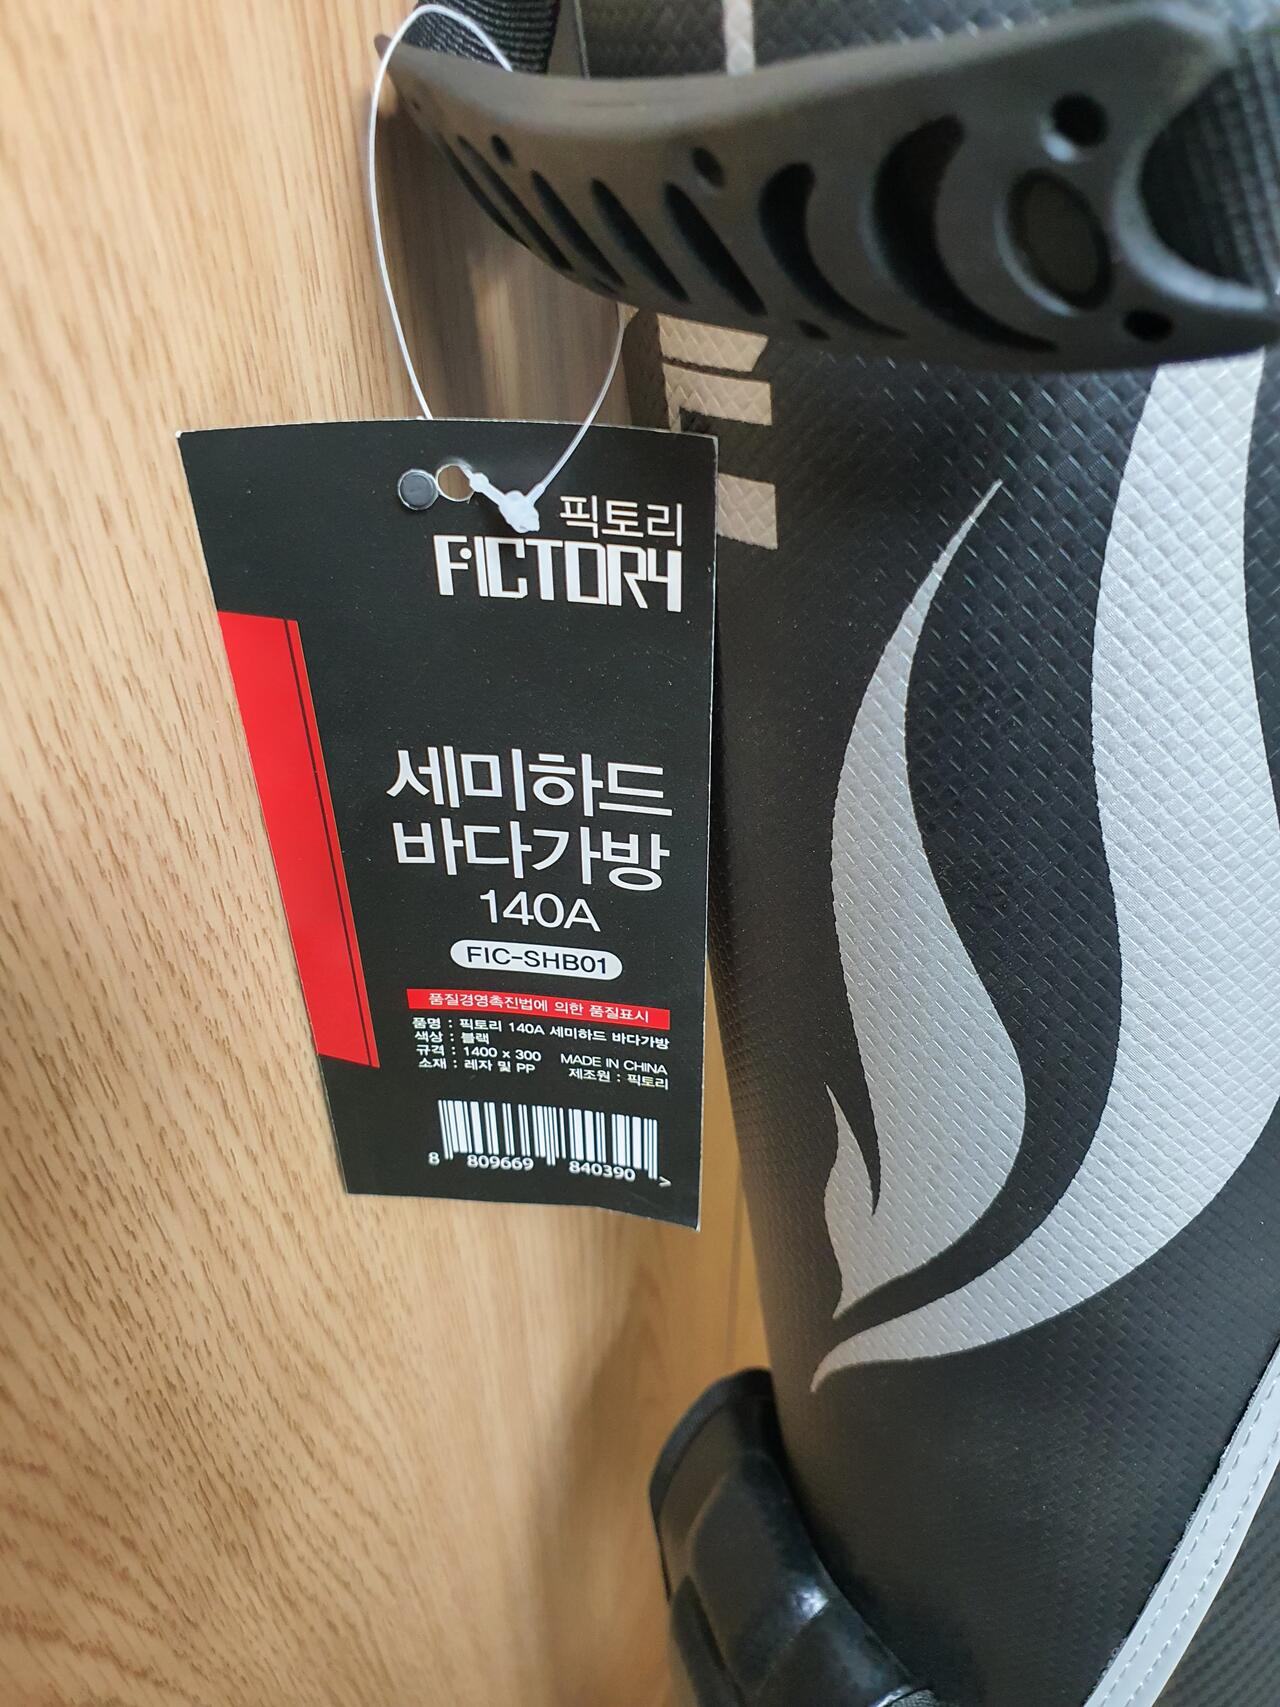 픽토리
FICTORY
세미하드
바다가방
140A
FIC-SHB01
품질경영촉진법에 의한 품질표시
품명 : 픽토리 140A 세미하드 바다가방
색상 : 블랙
규격 : 1400 x 300 MADE IN CHINA
소재 : 레자 및 PP 제조원 : 픽토리
8 809669 840390 >